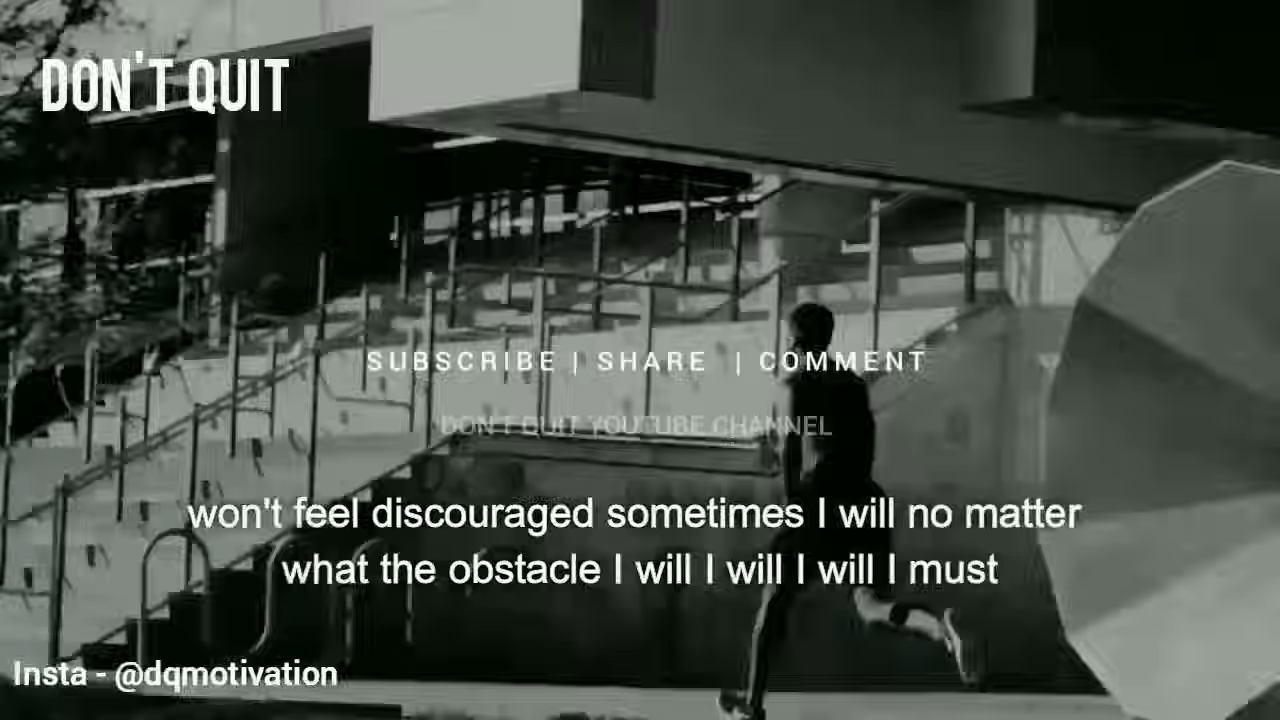 DON'T QUIT
SUBSCRIBE | SHARE | COMMENT
DON'T QUIT YOUTUBE CHANNEL
won't feel discouraged sometimes I will no matter
what the obstacle I will I will I will I must
Insta - @dqmotivation